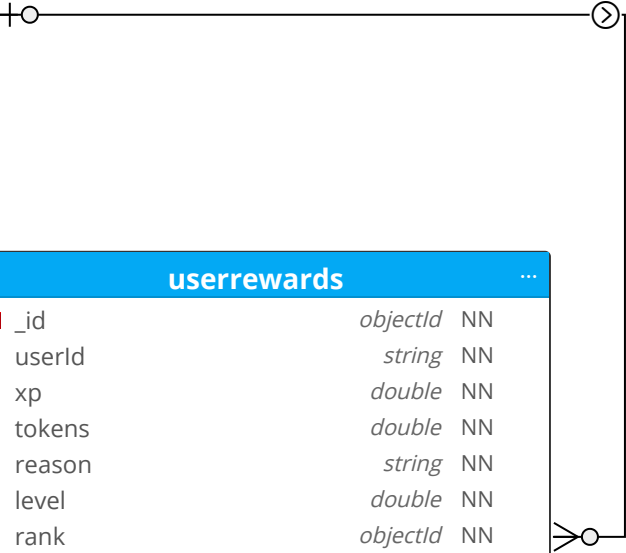 userrewards ...
_id objectId NN
userId string NN
xp double NN
tokens double NN
reason string NN
level double NN
rank objectId NN